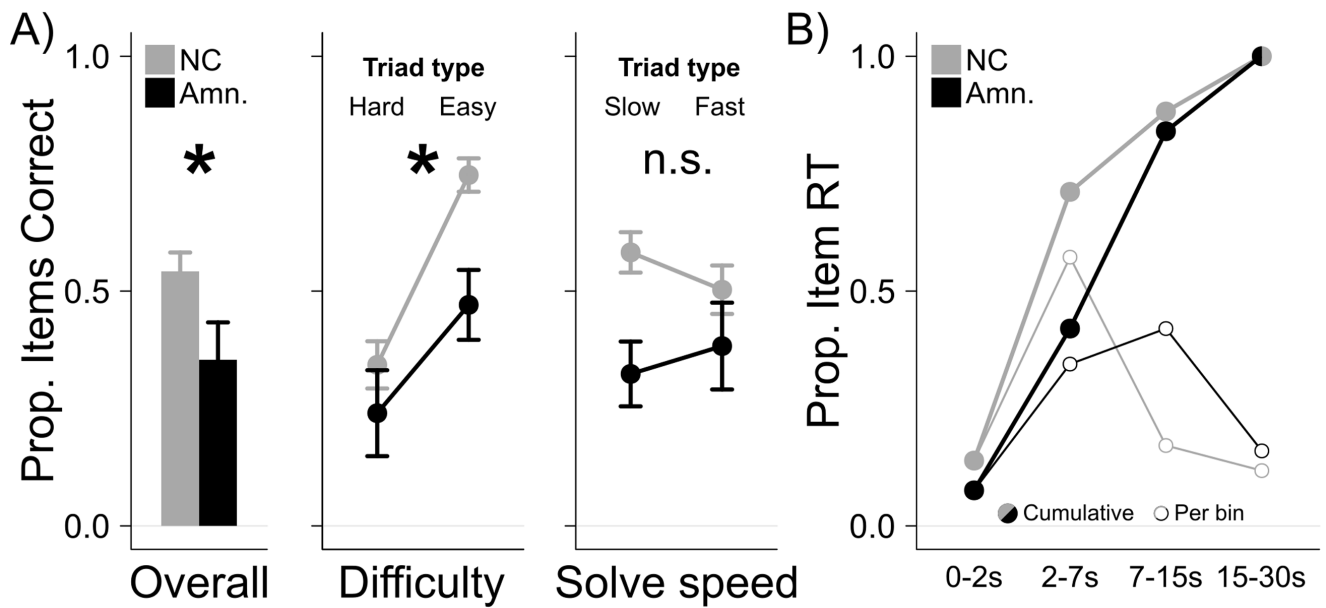 A)
Prop. Items Correct
1.0
0.5
0.0
NC
Amn.
*
Overall
Triad type
Hard Easy
*
Difficulty
Triad type
Slow Fast
n.s.
Solve speed
B)
Prop. Item RT
1.0
0.5
0.0
NC
Amn.
Cumulative Per bin
0-2s 2-7s 7-15s 15-30s